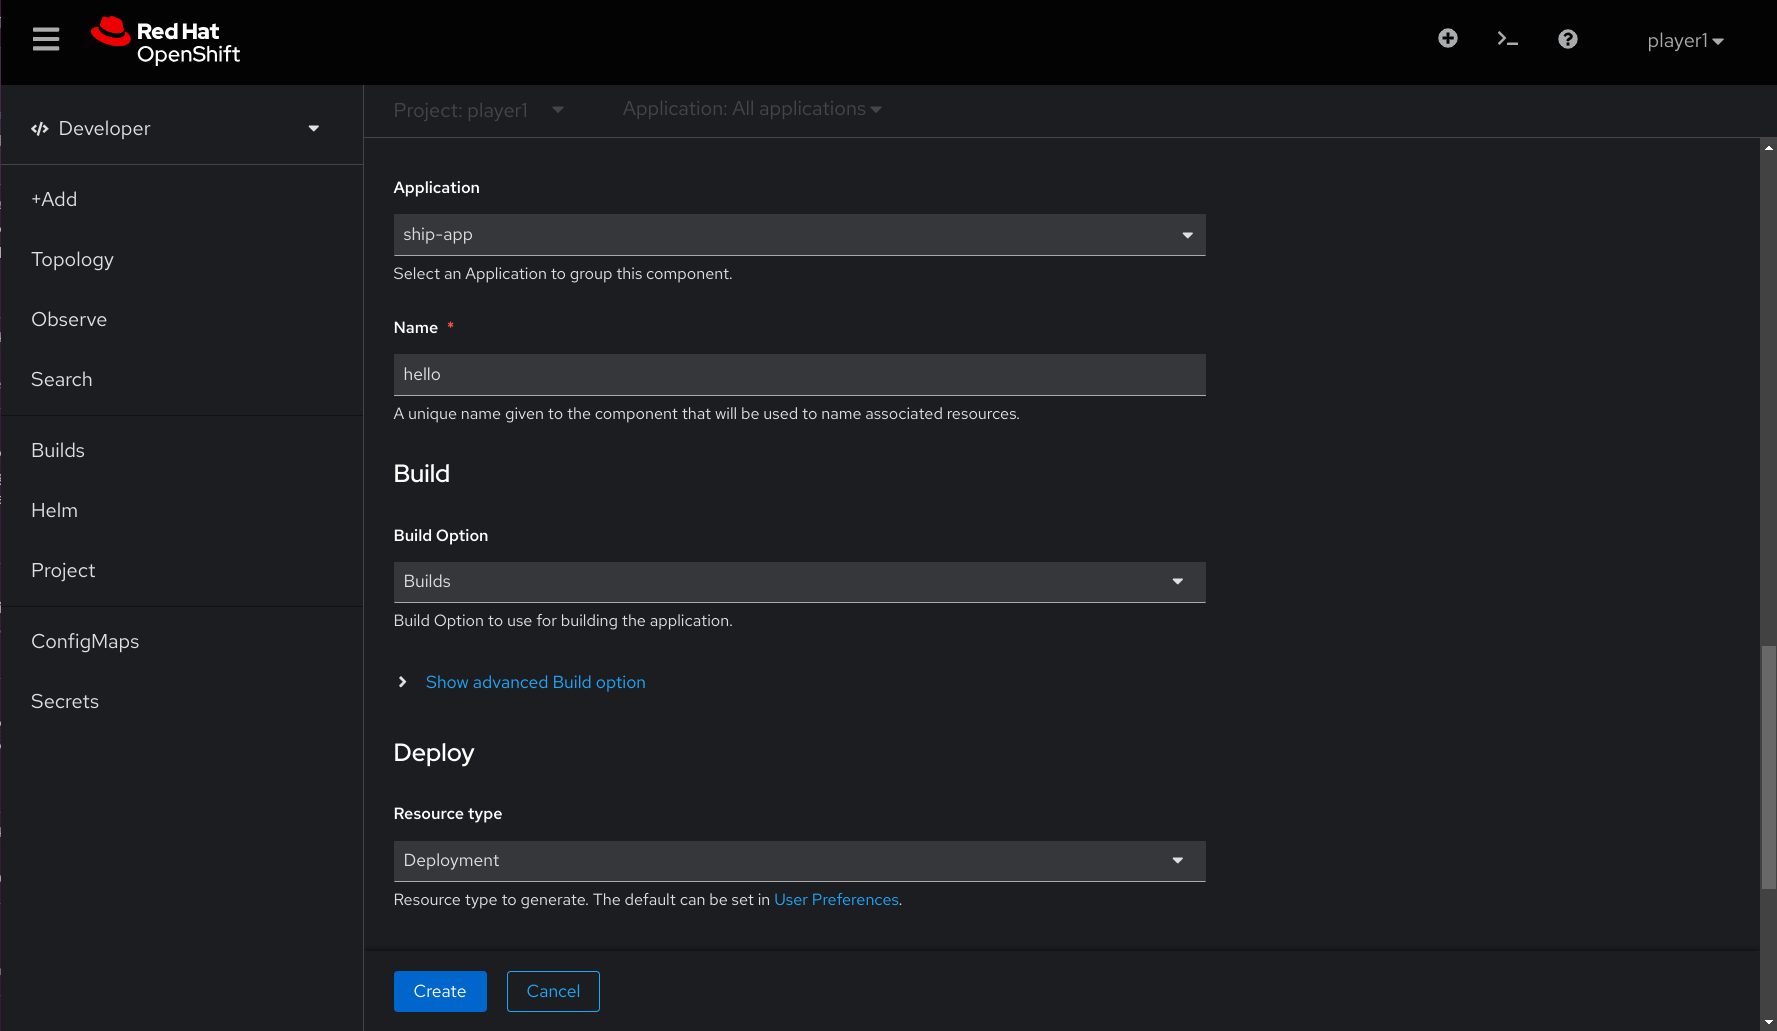 Red Hat
OpenShift
player1
Developer
Project: player1
Application: All applications
+Add
Topology
Observe
Search
Builds
Helm
Project
ConfigMaps
Secrets
Application
ship-app
Select an Application to group this component.
Name *
hello
A unique name given to the component that will be used to name associated resources.
Build
Build Option
Builds
Build Option to use for building the application.
Show advanced Build option
Deploy
Resource type
Deployment
Resource type to generate. The default can be set in User Preferences.
Create
Cancel